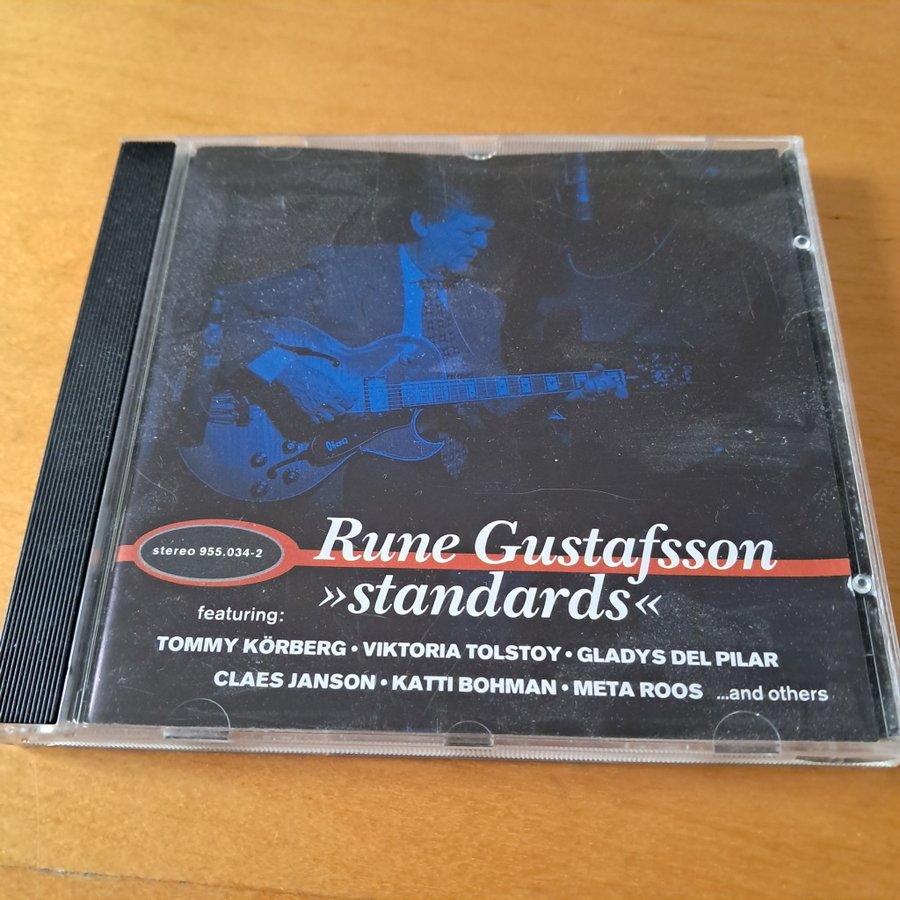 Rune Gustafsson
»standards«
stereo 955.034-2
featuring:
TOMMY KÖRBERG • VIKTORIA TOLSTOY • GLADYS DEL PILAR
CLAES JANSON • KATTI BOHMAN • META ROOS ...and others